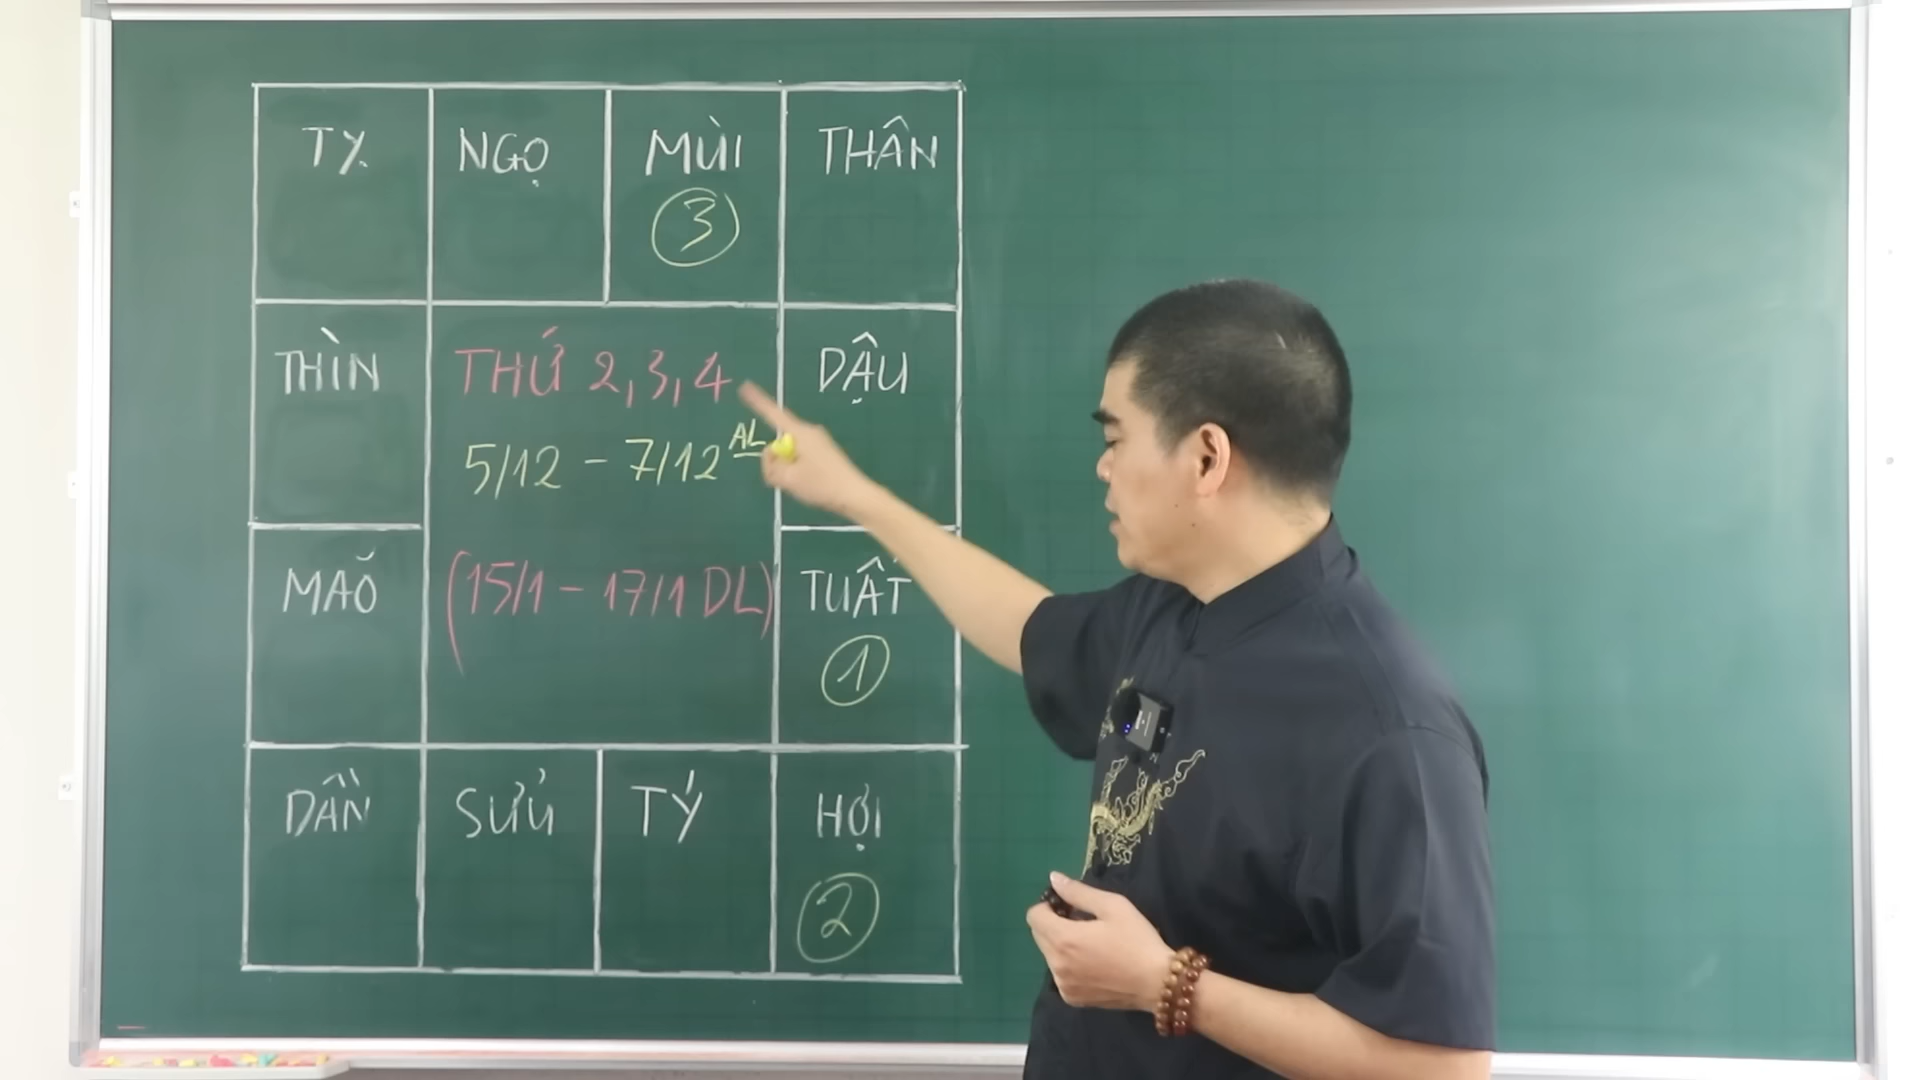 TỴ
NGỌ
MÙI
3
THÂN
THÌN
THỨ 2, 3, 4
5/12 - 7/12 AL
(15/1 - 17/1 DL)
DẬU
MÃO
TUẤT
1
DẦN
SỬU
TÝ
HỢI
2